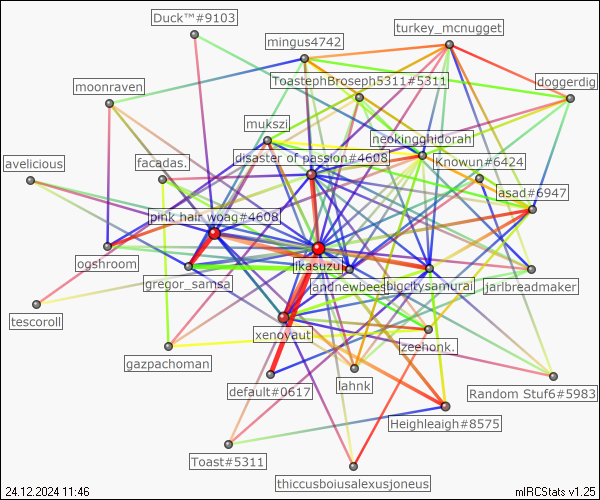 Duck™#9103
turkey_mcnugget
mingus4742
ToastephBroseph5311#5311
doggerdig
moonraven
mukszi
neokingghidorah
avelicious
facadas.
disaster of passion#4608
Knowun#6424
asad#6947
pink hair woag#4608
ogshroom
jkasuzu
gregor_samsa
landnewbees
bigcitysamurai
jarlbreadmaker
tescoroll
xenoyaut
zeehonk.
gazpachoman
default#0617
lahnk
Random Stuf6#5983
Heighleaigh#8575
Toast#5311
thiccusboiusalexusjoneus
24.12.2024 11:46
mIRCStats v1.25